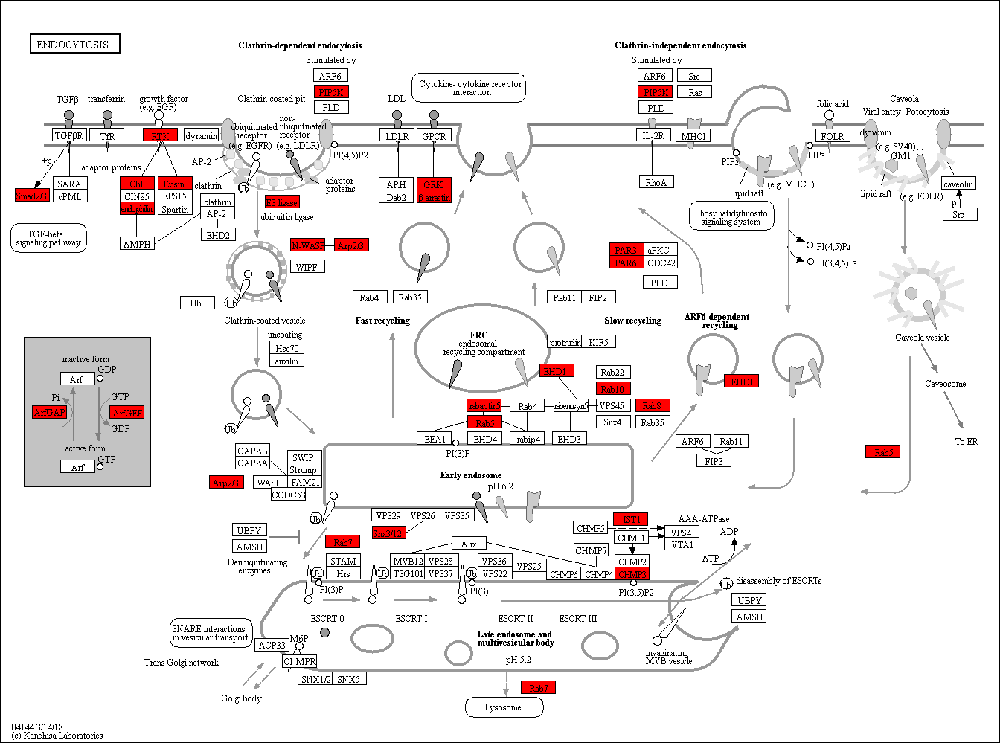 ENDOCYTOSIS
Clathrin-dependent endocytosis
Stimulated by
ARF6
PIP5K
PLD
Clathrin-independent endocytosis
Stimulated by
ARF6
Src
PIP5K
Ras
PLD
Cytokine- cytokine receptor
interaction
TGFβ
transferrin
growth factor
(e.g. EGF)
Clathrin-coated pit
LDL
folic acid
Caveola
Viral entry
Potocytosis
TGFβR
TfR
RTK
dynamin
ubiquitinated
receptor
(e.g. EGFR)
non-
ubiquitinated
receptor
(e.g. LDLR)
LDLR
GPCR
IL-2R
MHCI
FOLR
dynamin
(e.g. SV40)
GM1
+p
adaptor proteins
AP-2
PI(4,5)P2
PIP2
PIP3
Smad2/3
SARA
cPML
Cbl
CIN85
endophilin
Epsin
EPS15
Spartin
clathrin
Ub
adaptor
proteins
ARH
Dab2
GRK
β-arrestin
RhoA
lipid raft
(e.g. MHC I)
lipid raft
(e.g. FOLR)
caveolin
+p
Src
clathrin
AP-2
EHD2
E3 ligase
ubiquitin ligase
TGF-beta
signaling pathway
AMPH
Phosphatidylinositol
signaling system
N-WASP
Arp2/3
WIPF
PAR3
aPKC
PAR6
CDC42
PLD
PI(4,5)P2
PI(3,4,5)P3
Ub
Ub
Rab4
Rab35
Rab11
FIP2
Clathrin-coated vesicle
Fast recycling
Slow recycling
ARF6-dependent
recycling
uncoating
Hsc70
auxilin
ERC
endosomal
recycling compartment
protrudin
KIF5
Caveola vesicle
inactive form
GDP
Arf
Pi
GTP
ArfGAP
ArfGEF
GDP
active form
GTP
Arf
EHD1
Rab22
Rab10
EHD1
Caveosome
rabaptin5
Rab4
rabenosyn5
VPS45
Rab8
Rab5
Snx4
Rab35
Ub
EEA1
EHD4
rabip4
EHD3
PI(3)P
ARF6
Rab11
FIP3
To ER
Rab5
CAPZB
CAPZA
SWIP
Strump
Arp2/3
WASH
FAM21
CCDC53
Early endosome
pH 6.2
Ub
VPS29
VPS26
VPS35
Snx3/12
IST1
AAA-ATPase
UBPY
AMSH
Deubiquitinating
enzymes
Rab7
Alix
CHMP5
CHMP1
VPS4
VTA1
ADP
ATP
CHMP7
STAM
Hrs
MVB12
VPS28
TSG101
VPS37
VPS36
VPS22
VPS25
CHMP6
CHMP4
CHMP2
CHMP3
Ub
Ub
Ub
Ub
disassembly of ESCRTs
PI(3)P
PI(3)P
PI(3,5)P2
UBPY
AMSH
ESCRT-0
ESCRT-I
ESCRT-II
ESCRT-III
SNARE interactions
in vesicular transport
Late endosome and
multivesicular body
ACP33
M6P
CI-MPR
pH 5.2
invaginating
MVB vesicle
Trans Golgi network
SNX1/2
SNX5
Rab7
Golgi body
Lysosome
04144 3/14/18
(c) Kanehisa Laboratories